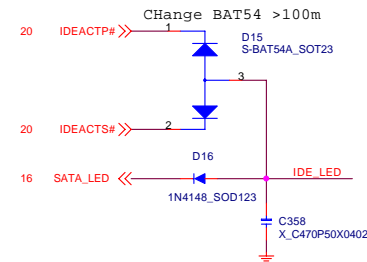 CHange BAT54 >100m
20 IDEACTP# 1 D15
S-BAT54A_SOT23
3
20 IDEACTS# 2
D16
16 SATA_LED IDE_LED
1N4148_SOD123
C358
X_C470P50X0402